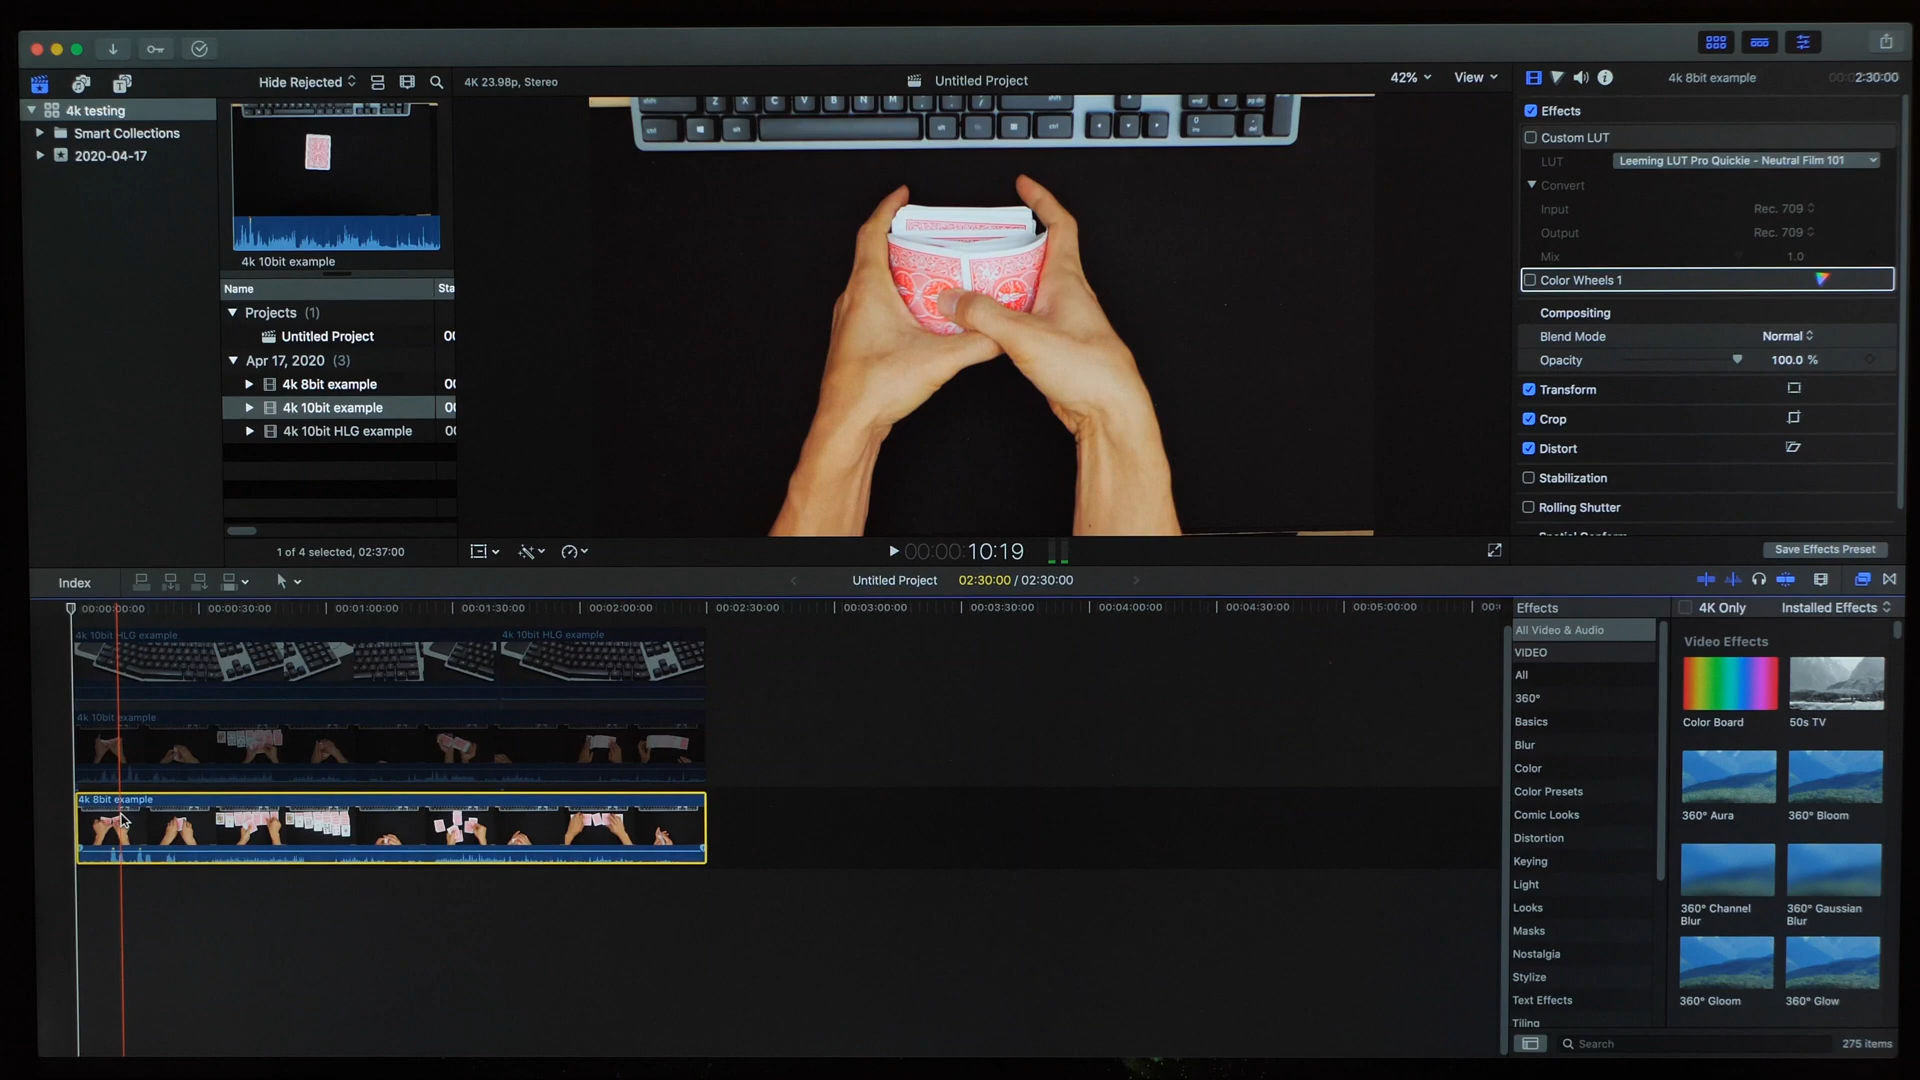 Hide Rejected
4K 23.98p, Stereo
Untitled Project
42%
View
4k 8bit example
2:30:00
4k testing
Smart Collections
2020-04-17
4k 10bit example
Name
Sta
Projects (1)
Untitled Project
Apr 17, 2020 (3)
4k 8bit example
4k 10bit example
4k 10bit HLG example
1 of 4 selected, 02:37:00
shift
Z X C V B N M
shift
ctrl
alt
alt
ctrl
Effects
Custom LUT
LUT
Leeming LUT Pro Quickie - Neutral Film 101
Convert
Input
Rec. 709
Output
Rec. 709
Mix
1.0
Color Wheels 1
Compositing
Blend Mode
Normal
Opacity
100.0 %
Transform
Crop
Distort
Stabilization
Rolling Shutter
Save Effects Preset
00:00:10:19
Index
Untitled Project
02:30:00 / 02:30:00
00:00:00:00
00:00:30:00
00:01:00:00
00:01:30:00
00:02:00:00
00:02:30:00
00:03:00:00
00:03:30:00
00:04:00:00
00:04:30:00
00:05:00:00
4k 10bit HLG example
4k 10bit HLG example
4k 10bit example
4k 8bit example
Effects
4K Only
Installed Effects
All Video & Audio
VIDEO
All
360°
Basics
Blur
Color
Color Presets
Comic Looks
Distortion
Keying
Light
Looks
Masks
Nostalgia
Stylize
Text Effects
Tiling
Video Effects
Color Board
50s TV
360° Aura
360° Bloom
360° Channel
Blur
360° Gaussian
Blur
360° Gloom
360° Glow
Search
275 items